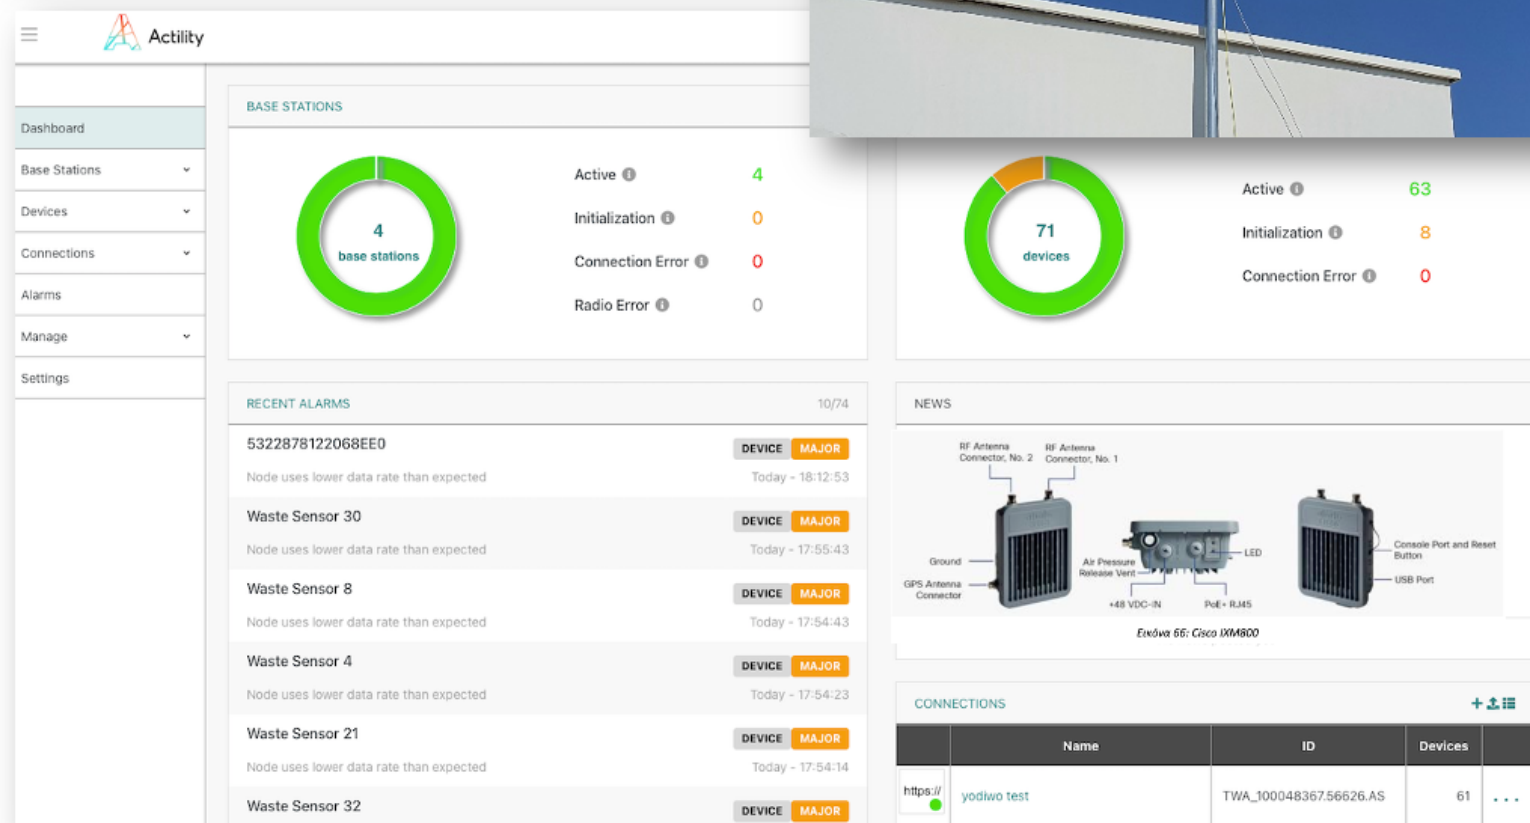 Actility
Dashboard
Base Stations
Devices
Connections
Alarms
Manage
Settings
BASE STATIONS
4
base stations
Active 4
Initialization 0
Connection Error 0
Radio Error 0
71
devices
Active 63
Initialization 8
Connection Error 0
RECENT ALARMS 10/74
5322878122068EE0 DEVICE MAJOR
Node uses lower data rate than expected Today - 18:12:53
Waste Sensor 30 DEVICE MAJOR
Node uses lower data rate than expected Today - 17:55:43
Waste Sensor 8 DEVICE MAJOR
Node uses lower data rate than expected Today - 17:54:43
Waste Sensor 4 DEVICE MAJOR
Node uses lower data rate than expected Today - 17:54:23
Waste Sensor 21 DEVICE MAJOR
Node uses lower data rate than expected Today - 17:54:14
Waste Sensor 32 DEVICE MAJOR
NEWS
RF Antenna
Connector, No. 2
RF Antenna
Connector, No. 1
Ground
GPS Antenna
Connector
Air Pressure
Release Vent
LED
+48 VDC-IN
PoE+ RJ45
Console Port and Reset
Button
USB Port
Εικόνα 66: Cisco IXM800
CONNECTIONS
Name ID Devices
https:// yodiwo test TWA_100048367.56626.AS 61 ...